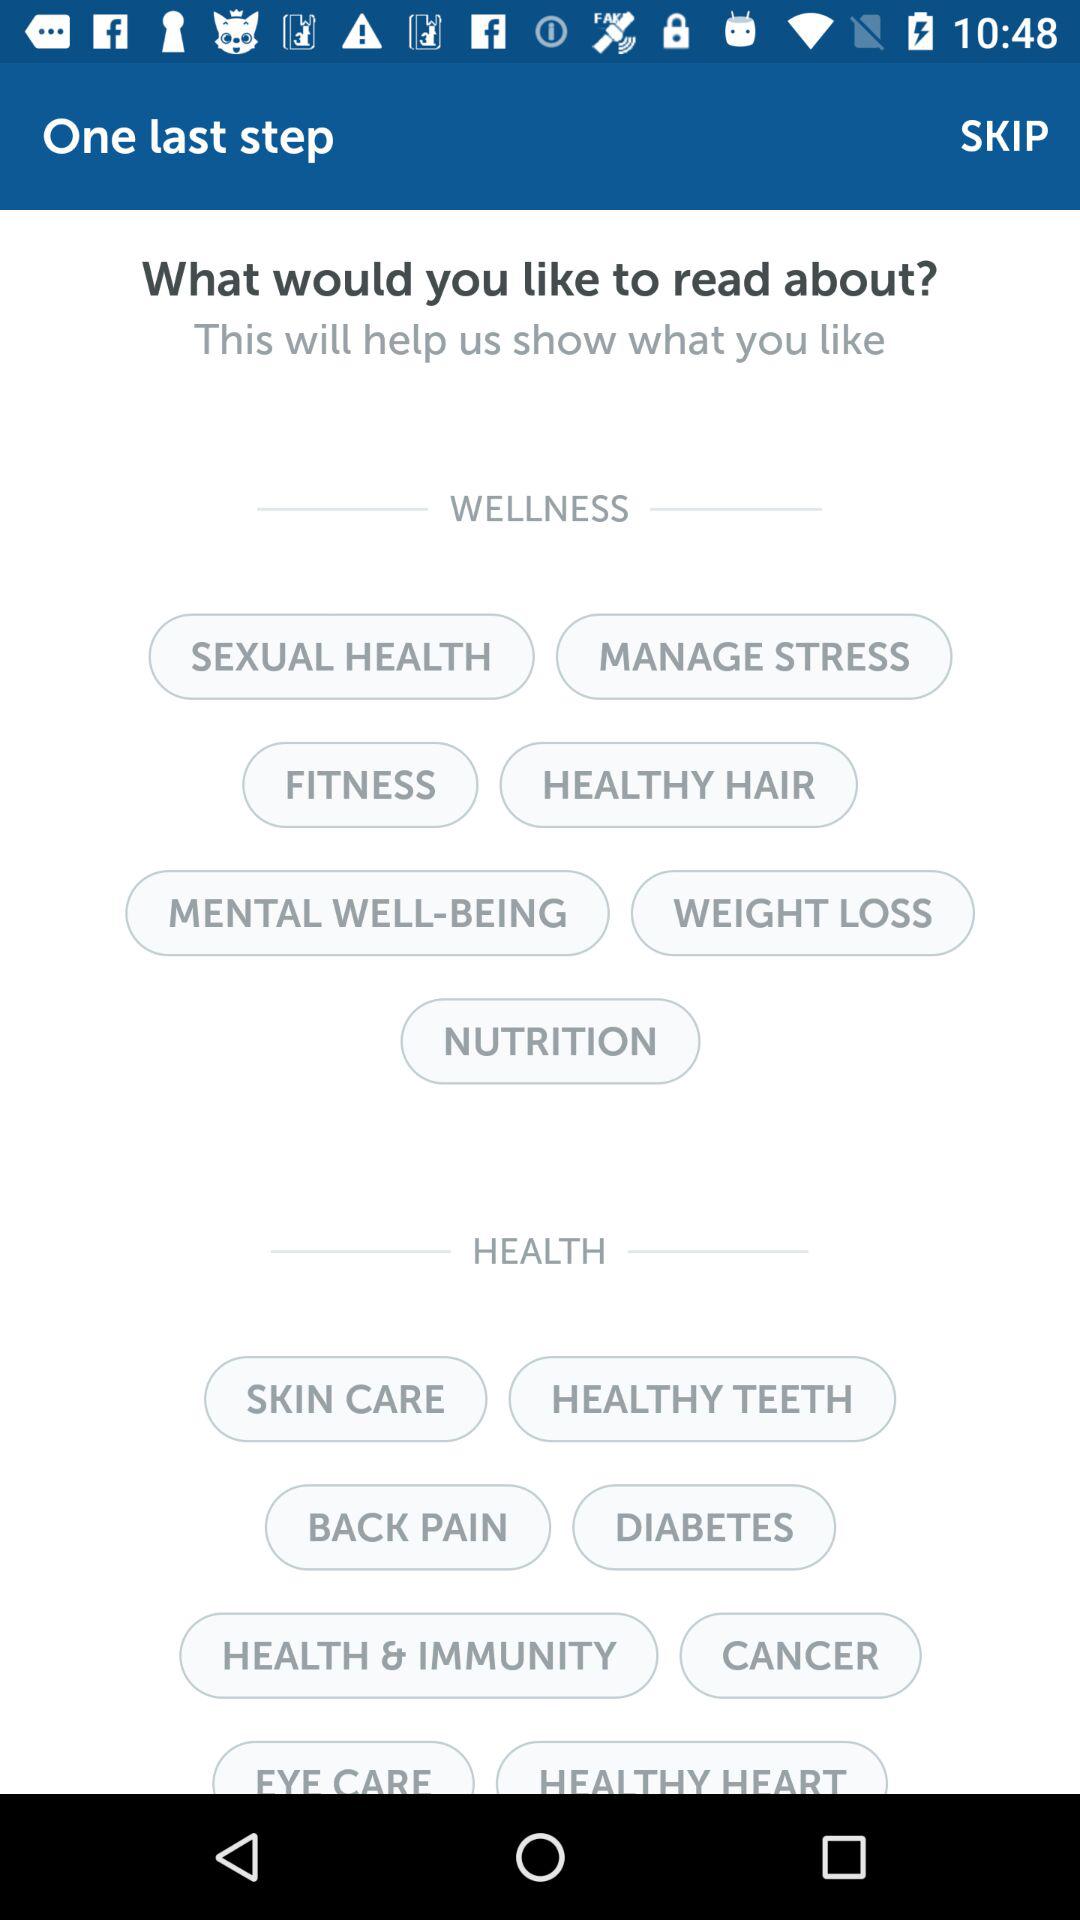 10:48
One last step SKIP
What would you like to read about?
This will help us show what you like
WELLNESS
SEXUAL HEALTH MANAGE STRESS
FITNESS HEALTHY HAIR
MENTAL WELL-BEING WEIGHT LOSS
NUTRITION
HEALTH
SKIN CARE HEALTHY TEETH
BACK PAIN DIABETES
HEALTH & IMMUNITY CANCER
EYE CARE HEALTHY HEART